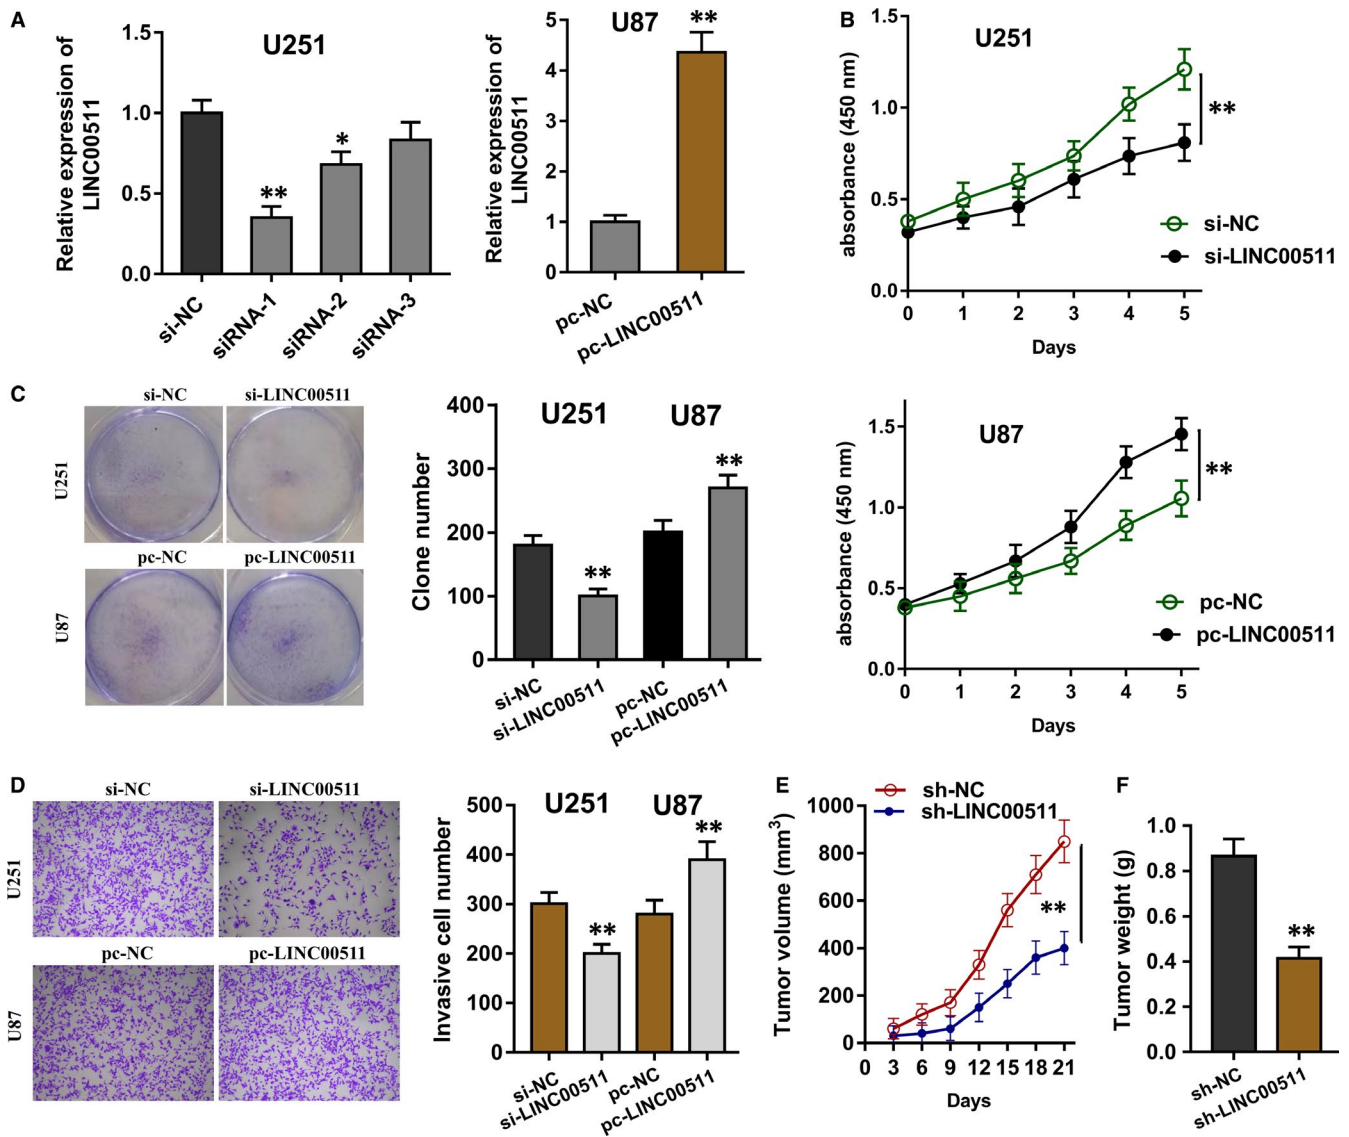 A
Relative expression of
LINC00511
U251
1.5
1.0
0.5
0.0
**
*
si-NC
siRNA-1
siRNA-2
siRNA-3
Relative expression of
LINC00511
U87
5
4
3
2
1
0
**
pc-NC
pc-LINC00511
B
absorbance (450 nm)
U251
1.5
1.0
0.5
0.0
**
si-NC
si-LINC00511
0 1 2 3 4 5
Days
absorbance (450 nm)
U87
1.5
1.0
0.5
0.0
**
pc-NC
pc-LINC00511
0 1 2 3 4 5
Days
C
si-NC
si-LINC00511
U251
pc-NC
pc-LINC00511
U87
Clone number
U251
U87
400
300
200
100
0
**
**
si-NC
si-LINC00511
pc-NC
pc-LINC00511
D
si-NC
si-LINC00511
U251
pc-NC
pc-LINC00511
U87
Invasive cell number
U251
U87
500
400
300
200
100
0
**
**
si-NC
si-LINC00511
pc-NC
pc-LINC00511
E
sh-NC
sh-LINC00511
Tumor volume (mm³)
1000
800
600
400
200
0
**
0 3 6 9 12 15 18 21
Days
F
Tumor weight (g)
1.0
0.8
0.6
0.4
0.2
0.0
**
sh-NC
sh-LINC00511